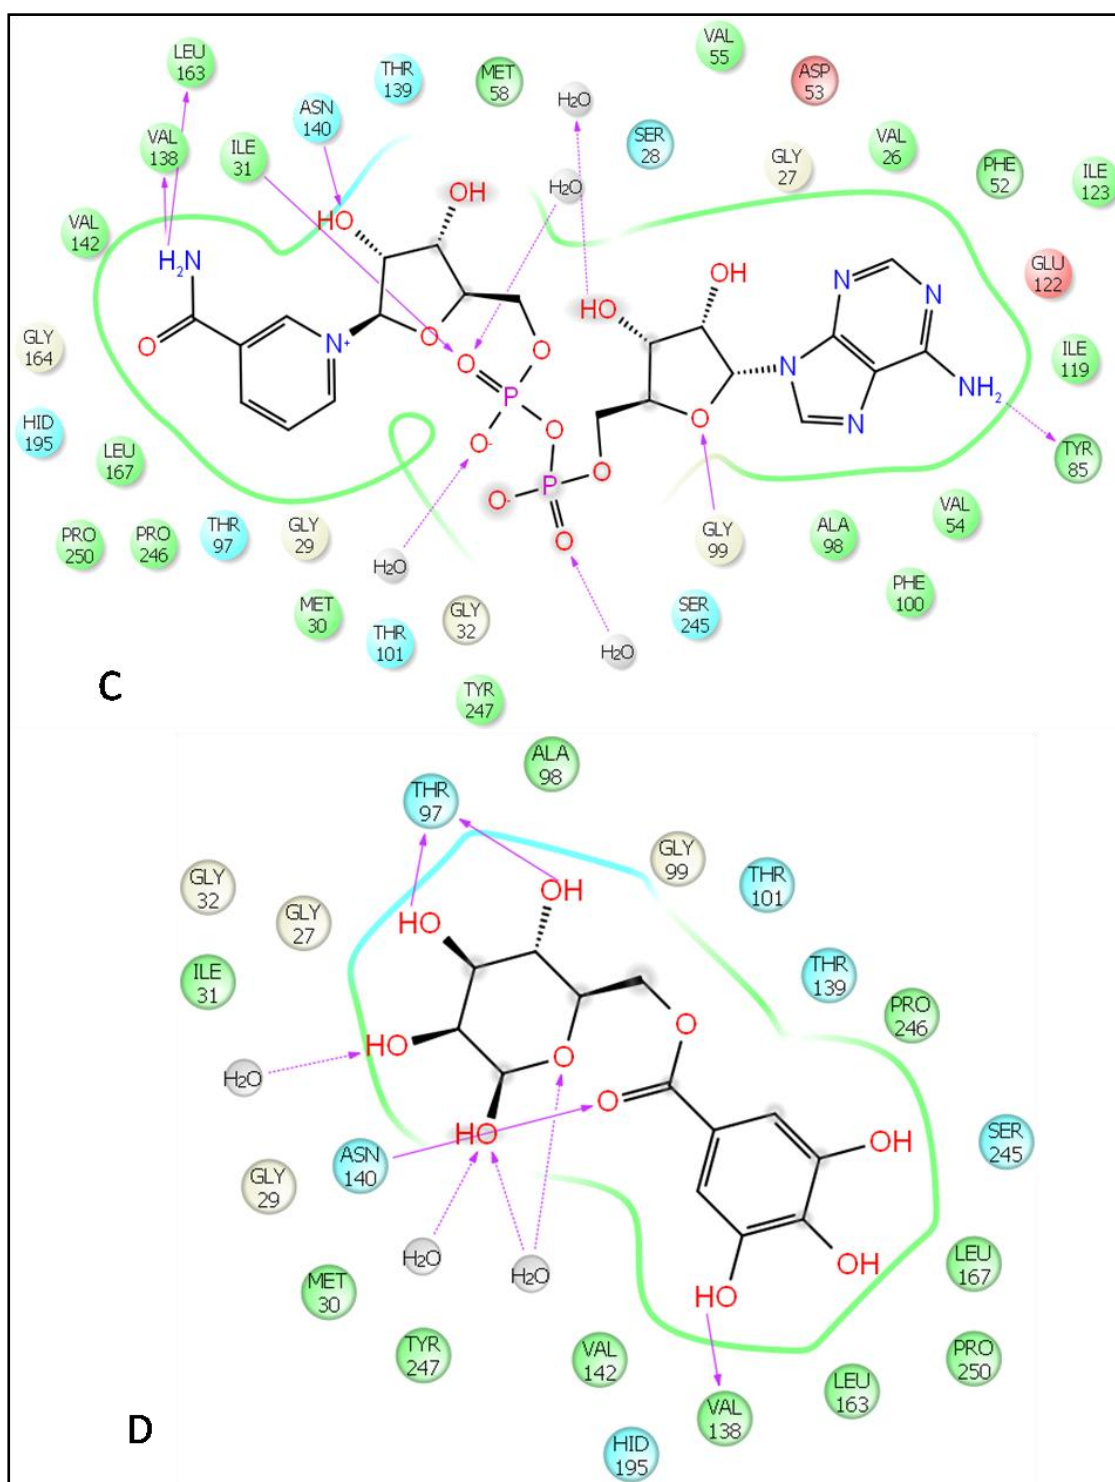 VAL
55
LEU
163
THR
139
MET
58
ASP
53
H₂O
ASN
140
SER
28
VAL
138
ILE
31
VAL
26
GLY
27
PHE
52
ILE
123
H₂O
OH
HO
VAL
142
H₂N
OH
GLU
122
N
N
HO
O
O
N⁺
O
O
GLY
164
ILE
119
N
NH₂
P
O
HID
195
O⁻
O
O
N
TYR
85
LEU
167
O⁻
P
O
VAL
54
PRO
250
PRO
246
THR
97
GLY
29
O
GLY
99
ALA
98
H₂O
PHE
100
MET
30
GLY
32
SER
245
THR
101
H₂O
C
TYR
247
ALA
98
THR
97
GLY
99
GLY
32
THR
101
OH
GLY
27
HO
ILE
31
THR
139
PRO
246
O
HO
O
H₂O
O
HO
OH
SER
245
ASN
140
GLY
29
H₂O
H₂O
OH
LEU
167
HO
MET
30
TYR
247
VAL
142
PRO
250
LEU
163
VAL
138
D
HID
195